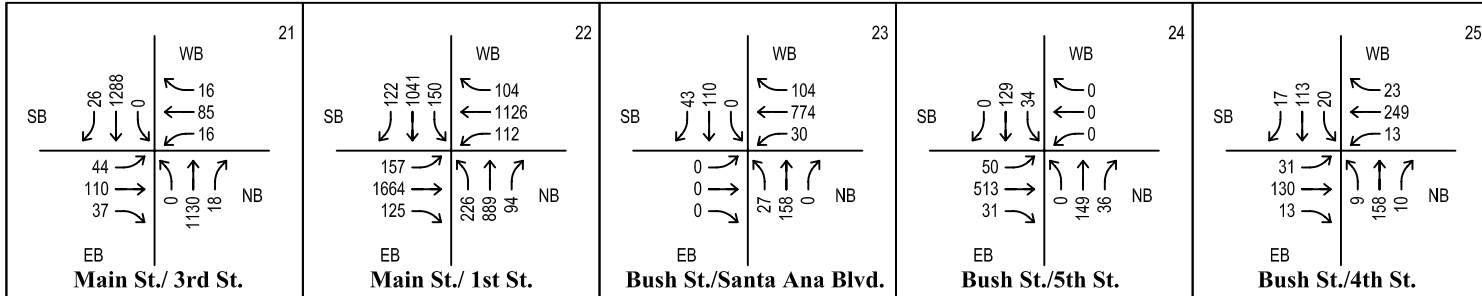 21
WB
SB
26 1288 0
16
85
16
44
110
37
0 1130 18
NB
EB
Main St./ 3rd St.
22
WB
SB
122 1041 150
104
1126
112
157
1664
125
226 889 94
NB
EB
Main St./ 1st St.
23
WB
SB
43 110 0
104
774
30
0
0
0
27 158 0
NB
EB
Bush St./Santa Ana Blvd.
24
WB
SB
0 129 34
0
0
0
50
513
31
0 149 36
NB
EB
Bush St./5th St.
25
WB
SB
17 113 20
23
249
13
31
130
13
9 158 10
NB
EB
Bush St./4th St.